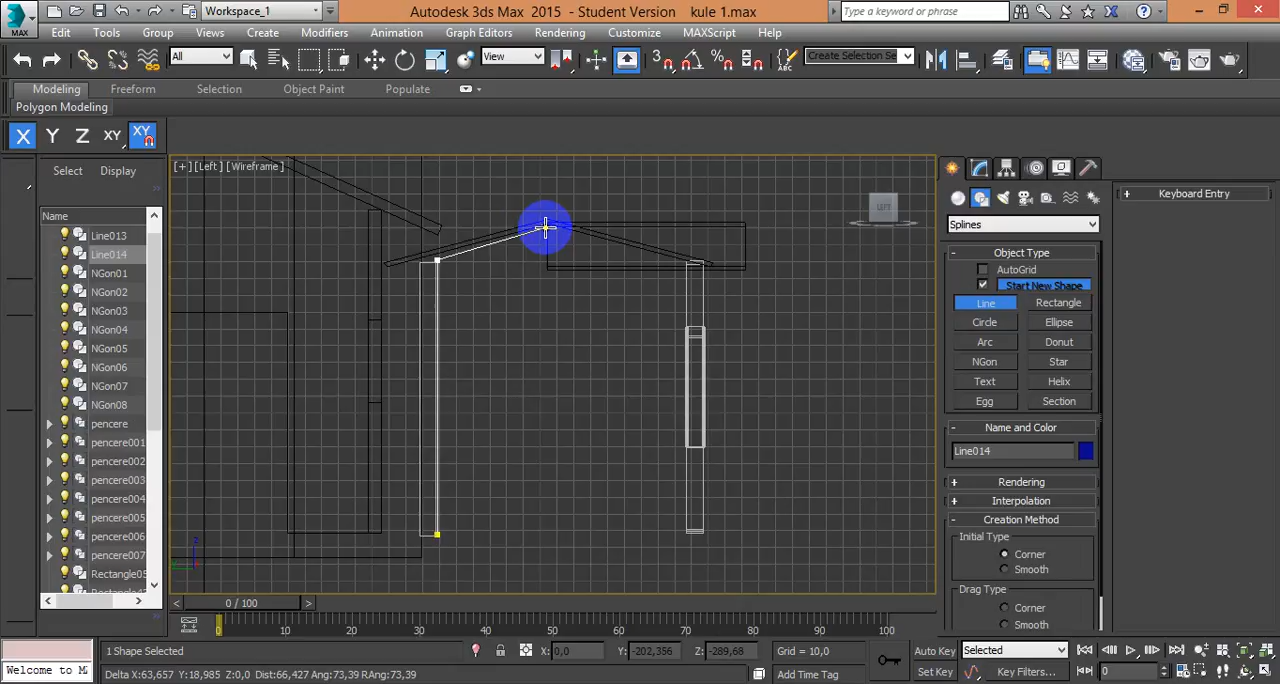 Workspace_1
Autodesk 3ds Max 2015 - Student Version kule 1.max
Type a keyword or phrase
MAX
Edit Tools Group Views Create Modifiers Animation Graph Editors Rendering Customize MAXScript Help
All
View
3
Create Selection Se
Modeling Freeform Selection Object Paint Populate
Polygon Modeling
X Y Z XY XY
Select Display
Name
Line013
Line014
NGon01
NGon02
NGon03
NGon04
NGon05
NGon06
NGon07
NGon08
pencere
pencere001
pencere002
pencere003
pencere004
pencere005
pencere006
pencere007
Rectangle05
[+] [Left] [Wireframe]
LEFT
Splines
- Object Type
AutoGrid
Start New Shape
Line Rectangle
Circle Ellipse
Arc Donut
NGon Star
Text Helix
Egg Section
- Name and Color
Line014
+ Rendering
+ Interpolation
- Creation Method
Initial Type
Corner
Smooth
Drag Type
Corner
Smooth
+ Keyboard Entry
0 / 100
0 10 20 30 40 50 60 70 80 90 100
1 Shape Selected
X: 0,0 Y: -202,356 Z: -289,68 Grid = 10,0
Auto Key Selected
Welcome to M
Delta X:63,657 Y:18,985 Z:0,0 Dist:66,427 Ang:73,39 RAng:73,39
Add Time Tag
Set Key Key Filters...
0